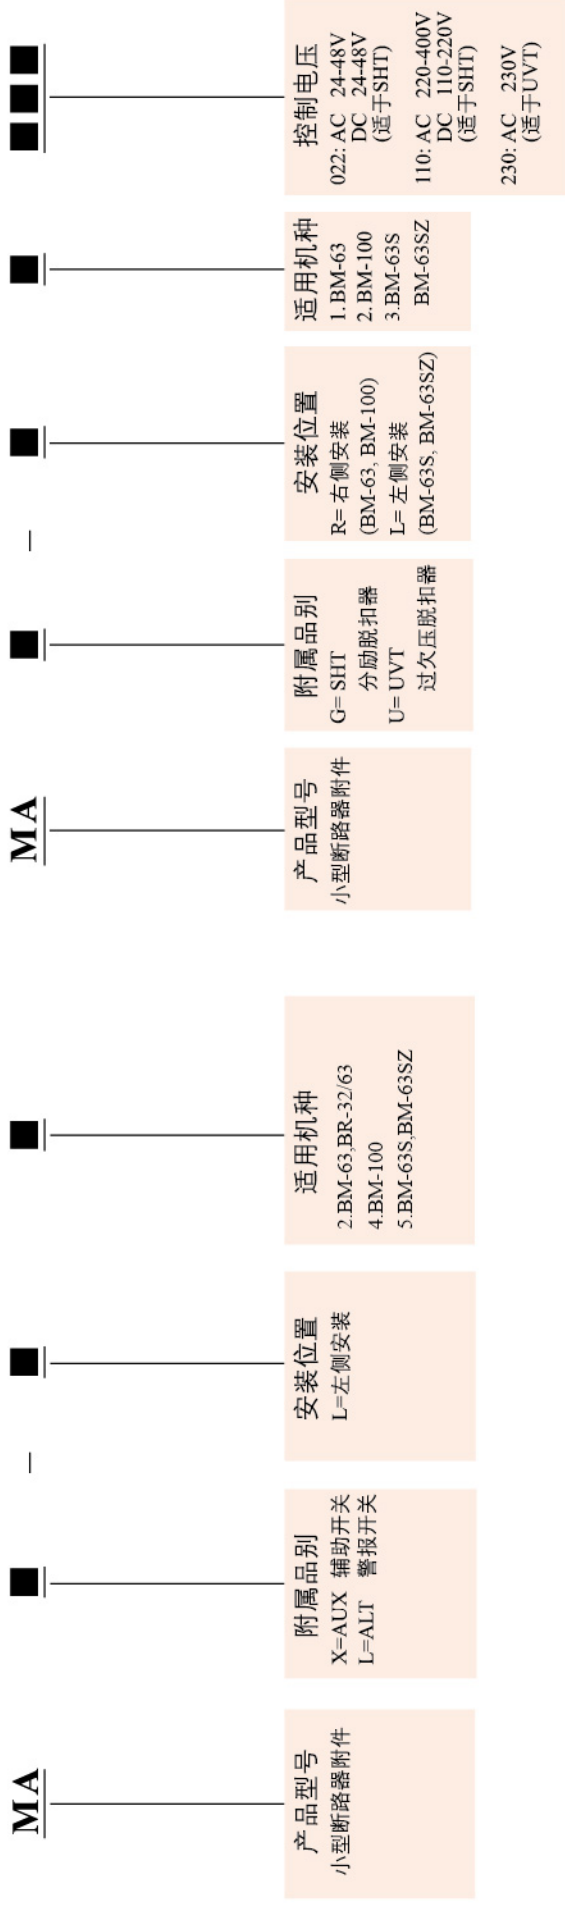 MA ■ － ■ ■
产品型号
小型断路器附件
附属品别
X=AUX 辅助开关
L=ALT 警报开关
安装位置
L=左侧安装
适用机种
2.BM-63,BR-32/63
4.BM-100
5.BM-63S,BM-63SZ
MA ■ － ■ ■ ■■■
产品型号
小型断路器附件
附属品别
G= SHT
分励脱扣器
U= UVT
过欠压脱扣器
安装位置
R= 右侧安装
(BM-63, BM-100)
L= 左侧安装
(BM-63S, BM-63SZ)
适用机种
1.BM-63
2.BM-100
3.BM-63S
BM-63SZ
控制电压
022: AC 24-48V
DC 24-48V
(适于SHT)
110: AC 220-400V
DC 110-220V
(适于SHT)
230: AC 230V
(适于UVT)